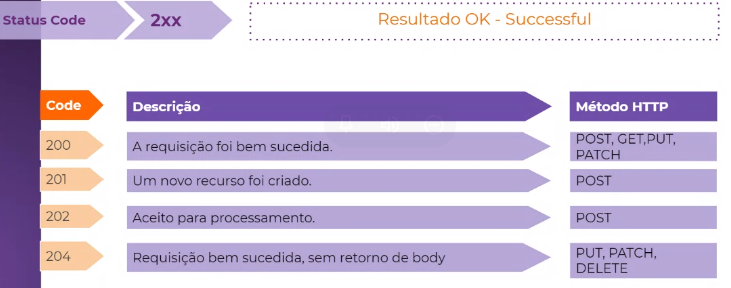 Status Code 2xx Resultado OK - Successful
Code Descrição Método HTTP
200 A requisição foi bem sucedida. POST, GET,PUT,
PATCH
201 Um novo recurso foi criado. POST
202 Aceito para processamento. POST
204 Requisição bem sucedida, sem retorno de body PUT, PATCH,
DELETE